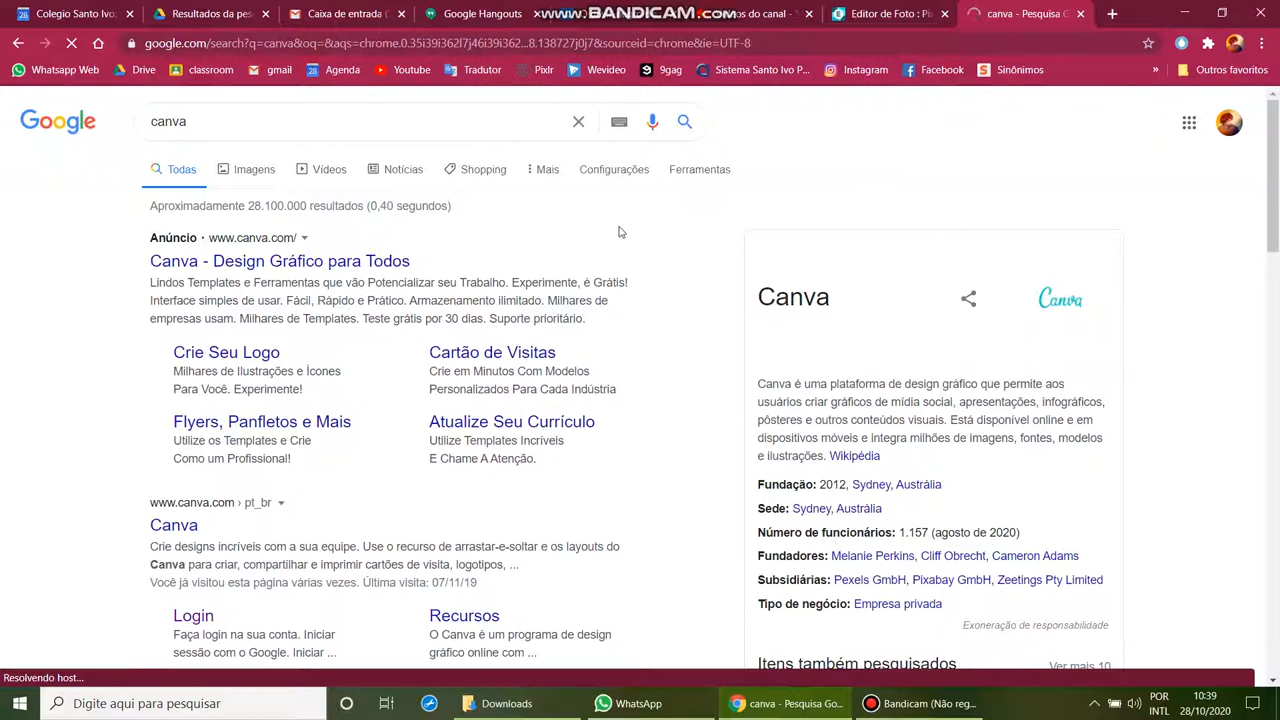 Colegio Santo Ivo
Resultados da pes
Caixa de entrada (
Google Hangouts
os do canal -
Editor de Foto : Pi
canva - Pesquisa G
www.BANDICAM.com
google.com/search?q=canva&oq=&aqs=chrome.0.35i39i362l7j46i39i362...8.138727j0j7&sourceid=chrome&ie=UTF-8
Whatsapp Web
Drive
classroom
gmail
Agenda
Youtube
Tradutor
Pixlr
Wevideo
9gag
Sistema Santo Ivo P...
Instagram
Facebook
Sinônimos
»
Outros favoritos
Google
canva
Todas
Imagens
Vídeos
Notícias
Shopping
Mais
Configurações
Ferramentas
Aproximadamente 28.100.000 resultados (0,40 segundos)
Anúncio · www.canva.com/
Canva - Design Gráfico para Todos
Lindos Templates e Ferramentas que vão Potencializar seu Trabalho. Experimente, é Grátis!
Interface simples de usar. Fácil, Rápido e Prático. Armazenamento ilimitado. Milhares de
empresas usam. Milhares de Templates. Teste grátis por 30 dias. Suporte prioritário.
Crie Seu Logo
Milhares de Ilustrações e Ícones
Para Você. Experimente!
Cartão de Visitas
Crie em Minutos Com Modelos
Personalizados Para Cada Indústria
Flyers, Panfletos e Mais
Utilize os Templates e Crie
Como um Profissional!
Atualize Seu Currículo
Utilize Templates Incríveis
E Chame A Atenção.
www.canva.com › pt_br
Canva
Crie designs incríveis com a sua equipe. Use o recurso de arrastar-e-soltar e os layouts do
Canva para criar, compartilhar e imprimir cartões de visita, logotipos, ...
Você já visitou esta página várias vezes. Última visita: 07/11/19
Login
Faça login na sua conta. Iniciar
sessão com o Google. Iniciar ...
Recursos
O Canva é um programa de design
gráfico online com ...
Canva
Canva
Canva é uma plataforma de design gráfico que permite aos
usuários criar gráficos de mídia social, apresentações, infográficos,
pôsteres e outros conteúdos visuais. Está disponível online e em
dispositivos móveis e integra milhões de imagens, fontes, modelos
e ilustrações. Wikipédia
Fundação: 2012, Sydney, Austrália
Sede: Sydney, Austrália
Número de funcionários: 1.157 (agosto de 2020)
Fundadores: Melanie Perkins, Cliff Obrecht, Cameron Adams
Subsidiárias: Pexels GmbH, Pixabay GmbH, Zeetings Pty Limited
Tipo de negócio: Empresa privada
Exoneração de responsabilidade
Itens também pesquisados
Ver mais 10
Resolvendo host...
Digite aqui para pesquisar
Downloads
WhatsApp
canva - Pesquisa Go...
Bandicam (Não reg...
POR
INTL
10:39
28/10/2020